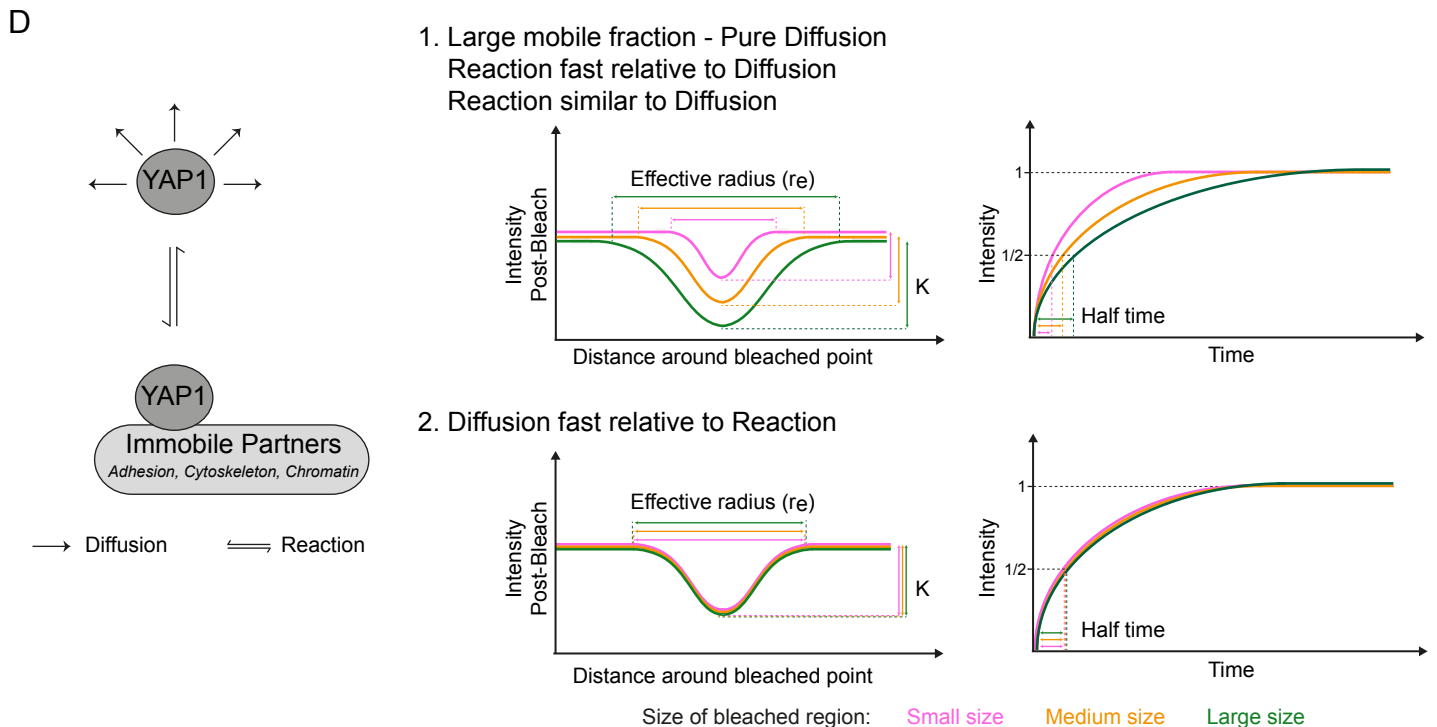 D
YAP1
YAP1
Immobile Partners
Adhesion, Cytoskeleton, Chromatin
Diffusion
Reaction
1. Large mobile fraction - Pure Diffusion
Reaction fast relative to Diffusion
Reaction similar to Diffusion
Effective radius (re)
Intensity
Post-Bleach
K
Distance around bleached point
1
1/2
Intensity
Half time
Time
2. Diffusion fast relative to Reaction
Effective radius (re)
Intensity
Post-Bleach
K
Distance around bleached point
1
1/2
Intensity
Half time
Time
Size of bleached region: Small size Medium size Large size